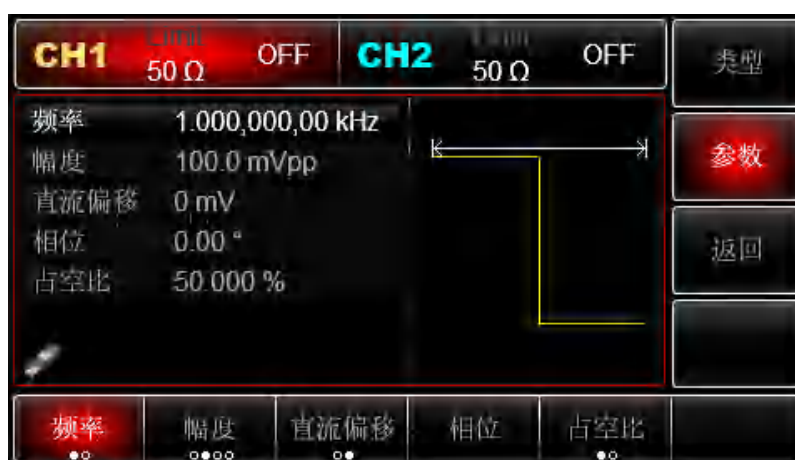 CH1 Limit 50 Ω OFF CH2 Limit 50 Ω OFF
类型
频率 1.000,000,00 kHz
幅度 100.0 mVpp
参数
直流偏移 0 mV
相位 0.00 °
返回
占空比 50.000 %
频率 幅度 直流偏移 相位 占空比